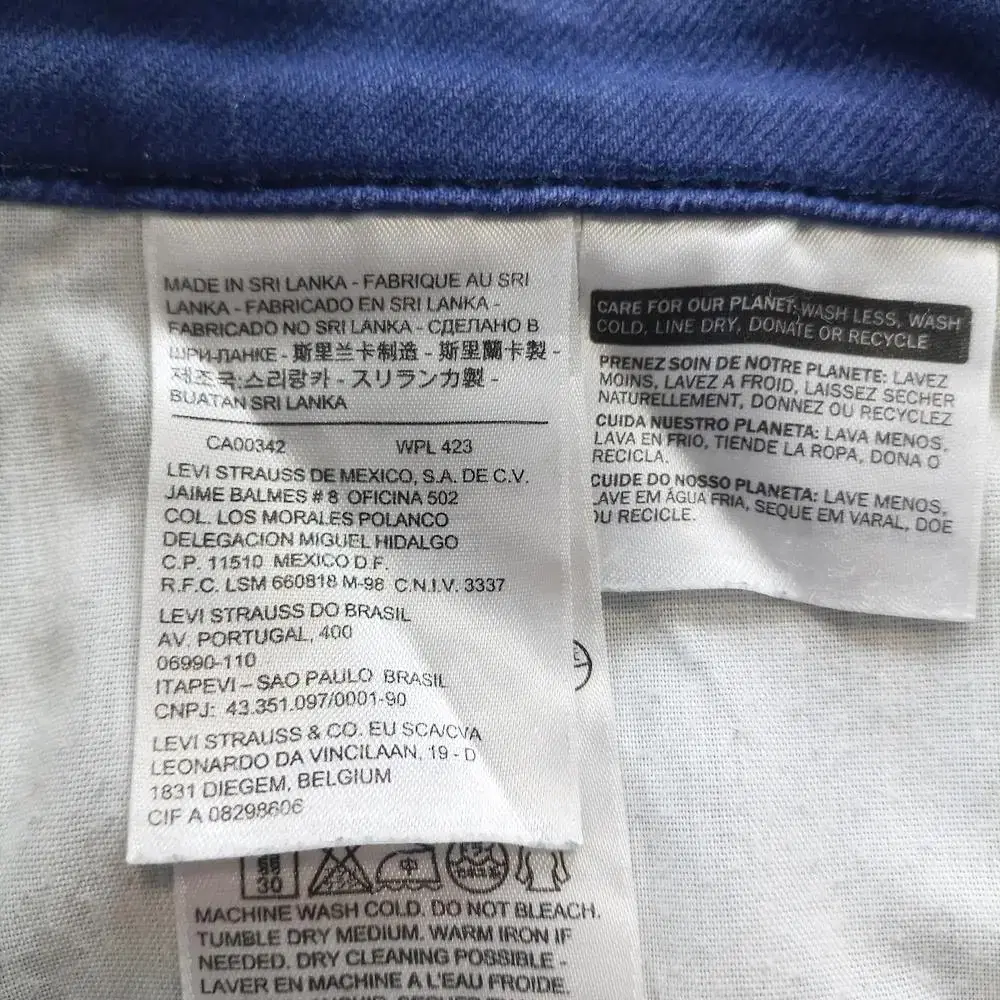 MADE IN SRI LANKA - FABRIQUE AU SRI
LANKA - FABRICADO EN SRI LANKA -
FABRICADO NO SRI LANKA - СДЕЛАНО В
ШРИ-ЛАНКЕ - 斯里兰卡制造 - 斯里蘭卡製 -
제조국:스리랑카 - スリランカ製 -
BUATAN SRI LANKA
CA00342 WPL 423
LEVI STRAUSS DE MEXICO, S.A. DE C.V.
JAIME BALMES # 8 OFICINA 502
COL. LOS MORALES POLANCO
DELEGACION MIGUEL HIDALGO
C.P. 11510 MEXICO D.F.
R.F.C. LSM 660818 M-98 C.N.I.V. 3337
LEVI STRAUSS DO BRASIL
AV. PORTUGAL, 400
06990-110
ITAPEVI – SAO PAULO BRASIL
CNPJ: 43.351.097/0001-90
LEVI STRAUSS & CO. EU SCA/CVA
LEONARDO DA VINCILAAN, 19 - D
1831 DIEGEM, BELGIUM
CIF A 08298606
CARE FOR OUR PLANET: WASH LESS, WASH
COLD, LINE DRY, DONATE OR RECYCLE
PRENEZ SOIN DE NOTRE PLANETE: LAVEZ
MOINS, LAVEZ A FROID, LAISSEZ SECHER
NATURELLEMENT, DONNEZ OU RECYCLEZ
CUIDA NUESTRO PLANETA: LAVA MENOS,
LAVA EN FRIO, TIENDE LA ROPA, DONA O
RECICLA.
CUIDE DO NOSSO PLANETA: LAVE MENOS,
LAVE EM ÁGUA FRIA, SEQUE EM VARAL, DOE
OU RECICLE.
30
中
MACHINE WASH COLD. DO NOT BLEACH.
TUMBLE DRY MEDIUM. WARM IRON IF
NEEDED. DRY CLEANING POSSIBLE -
LAVER EN MACHINE A L'EAU FROIDE.